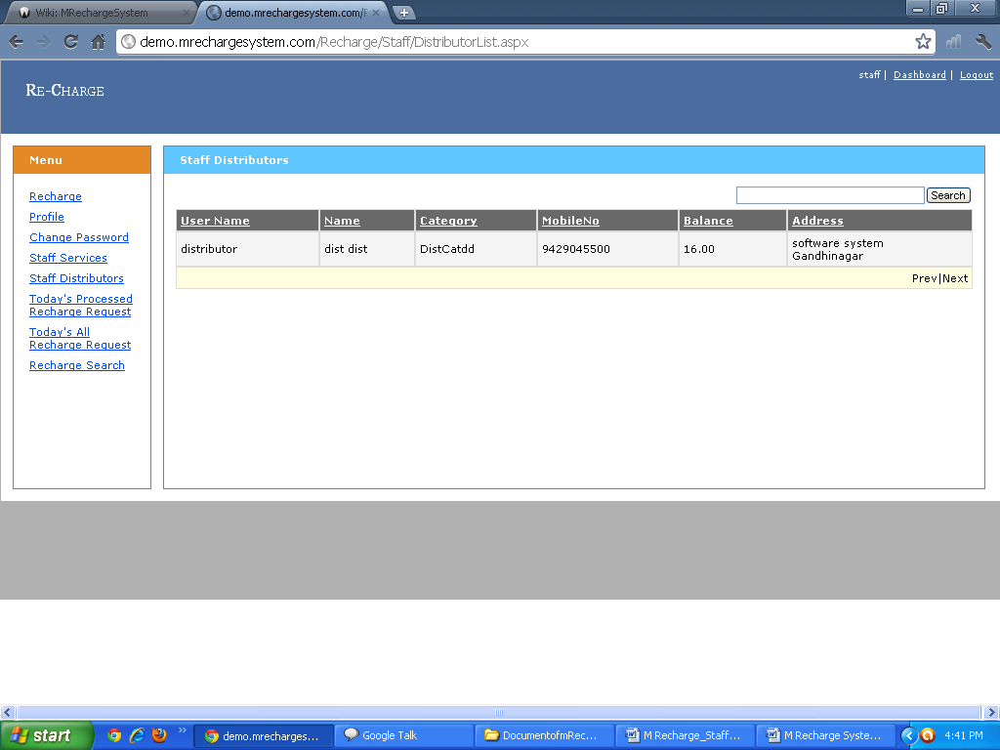 Wiki: MRechargeSystem
demo.mrechargesystem.com/F
demo.mrechargesystem.com/Recharge/Staff/DistributorList.aspx
staff | Dashboard | Logout
RE-CHARGE
Menu
Recharge
Profile
Change Password
Staff Services
Staff Distributors
Today's Processed
Recharge Request
Today's All
Recharge Request
Recharge Search
Staff Distributors
Search
User Name Name Category MobileNo Balance Address
distributor dist dist DistCatdd 9429045500 16.00 software system
Gandhinagar
Prev|Next
start
demo.mrecharges...
Google Talk
DocumentofmRec...
M Recharge_Staff...
M Recharge Syste...
4:41 PM